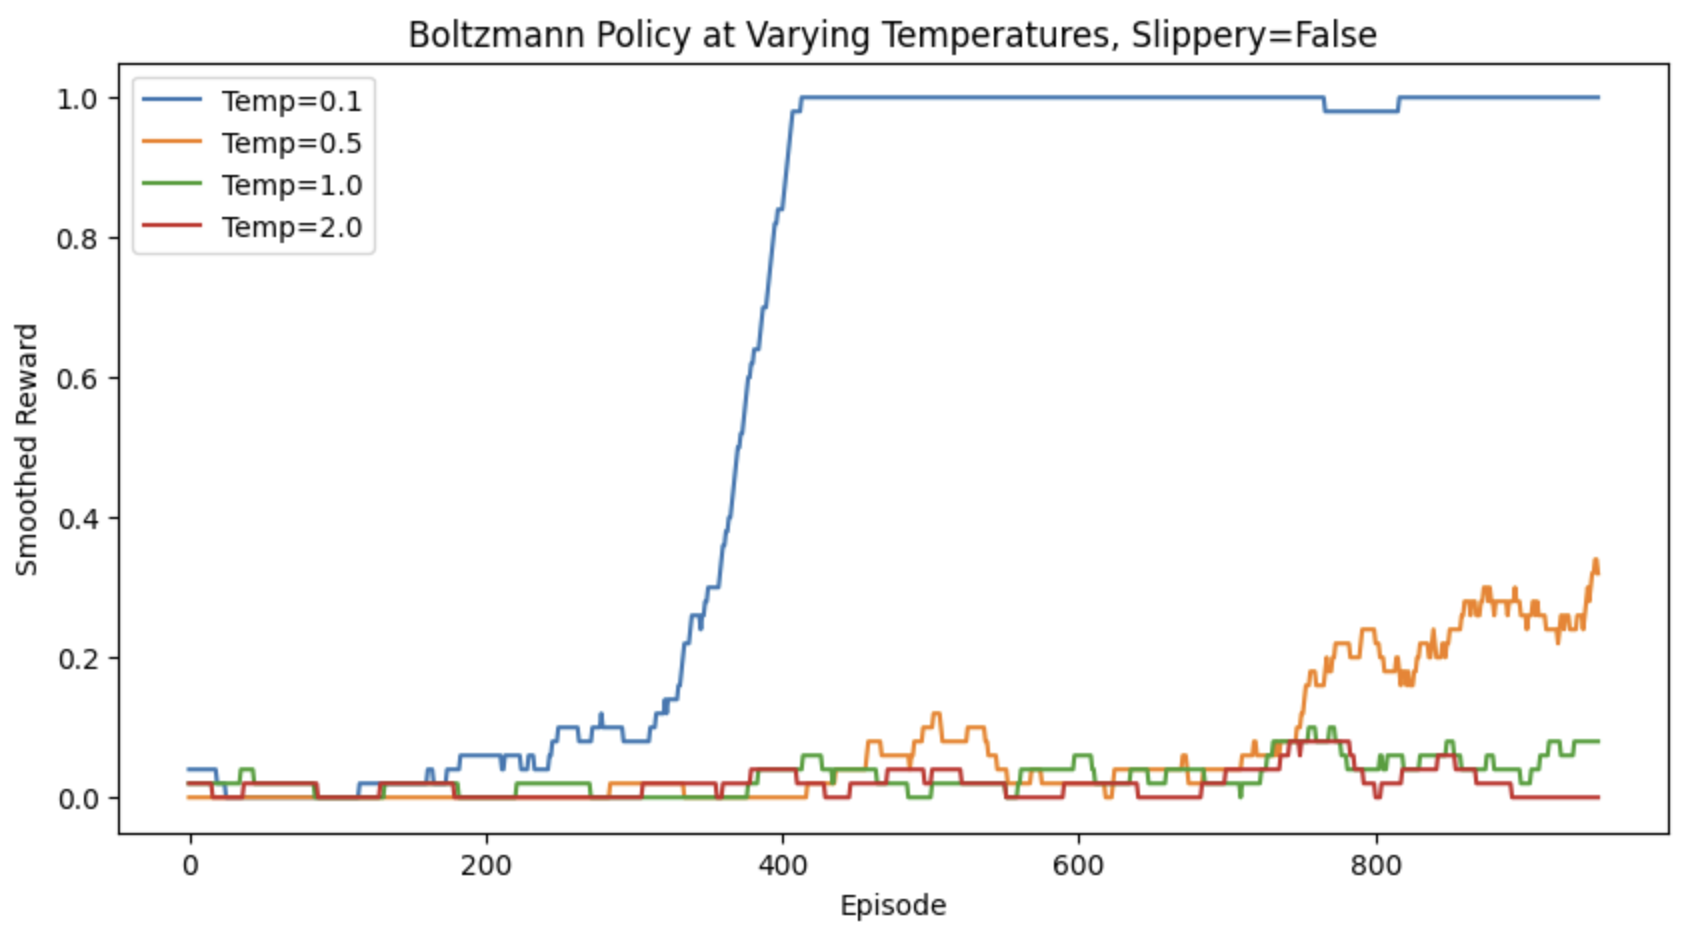 Boltzmann Policy at Varying Temperatures, Slippery=False
Temp=0.1
Temp=0.5
Temp=1.0
Temp=2.0
Smoothed Reward
1.0
0.8
0.6
0.4
0.2
0.0
0 200 400 600 800
Episode